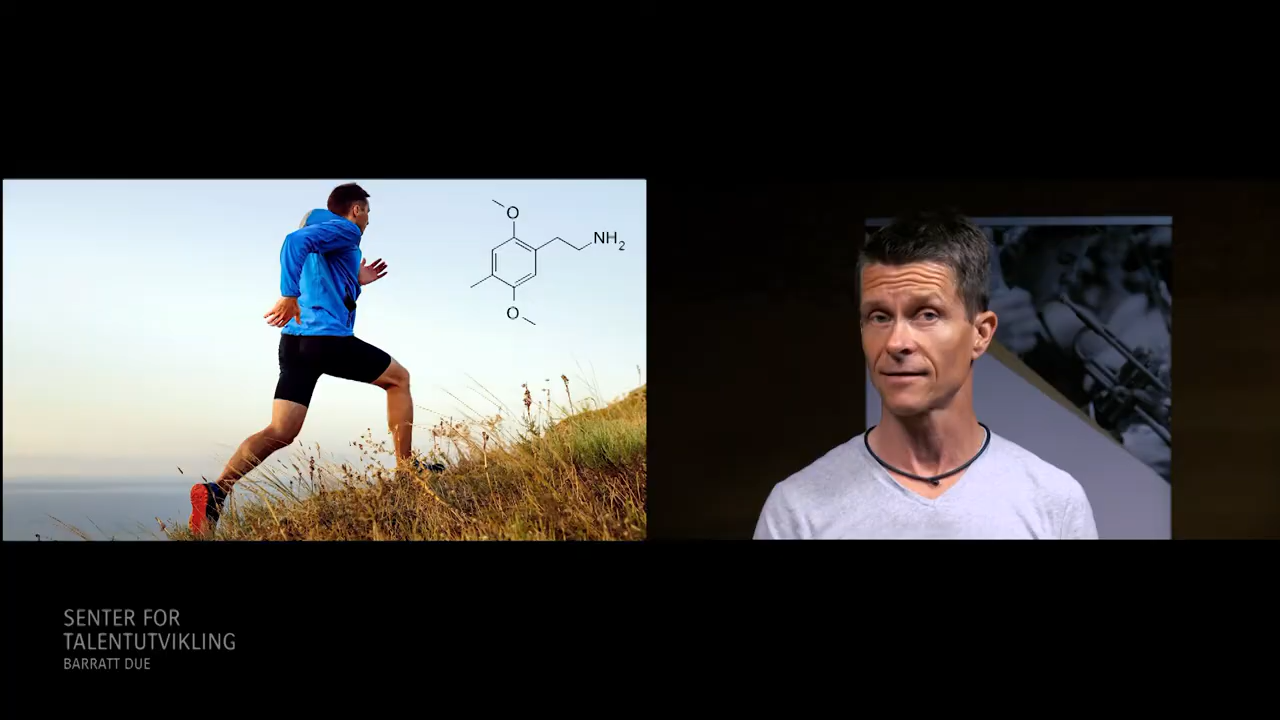 O
NH2
O
SENTER FOR
TALENTUTVIKLING
BARRATT DUE